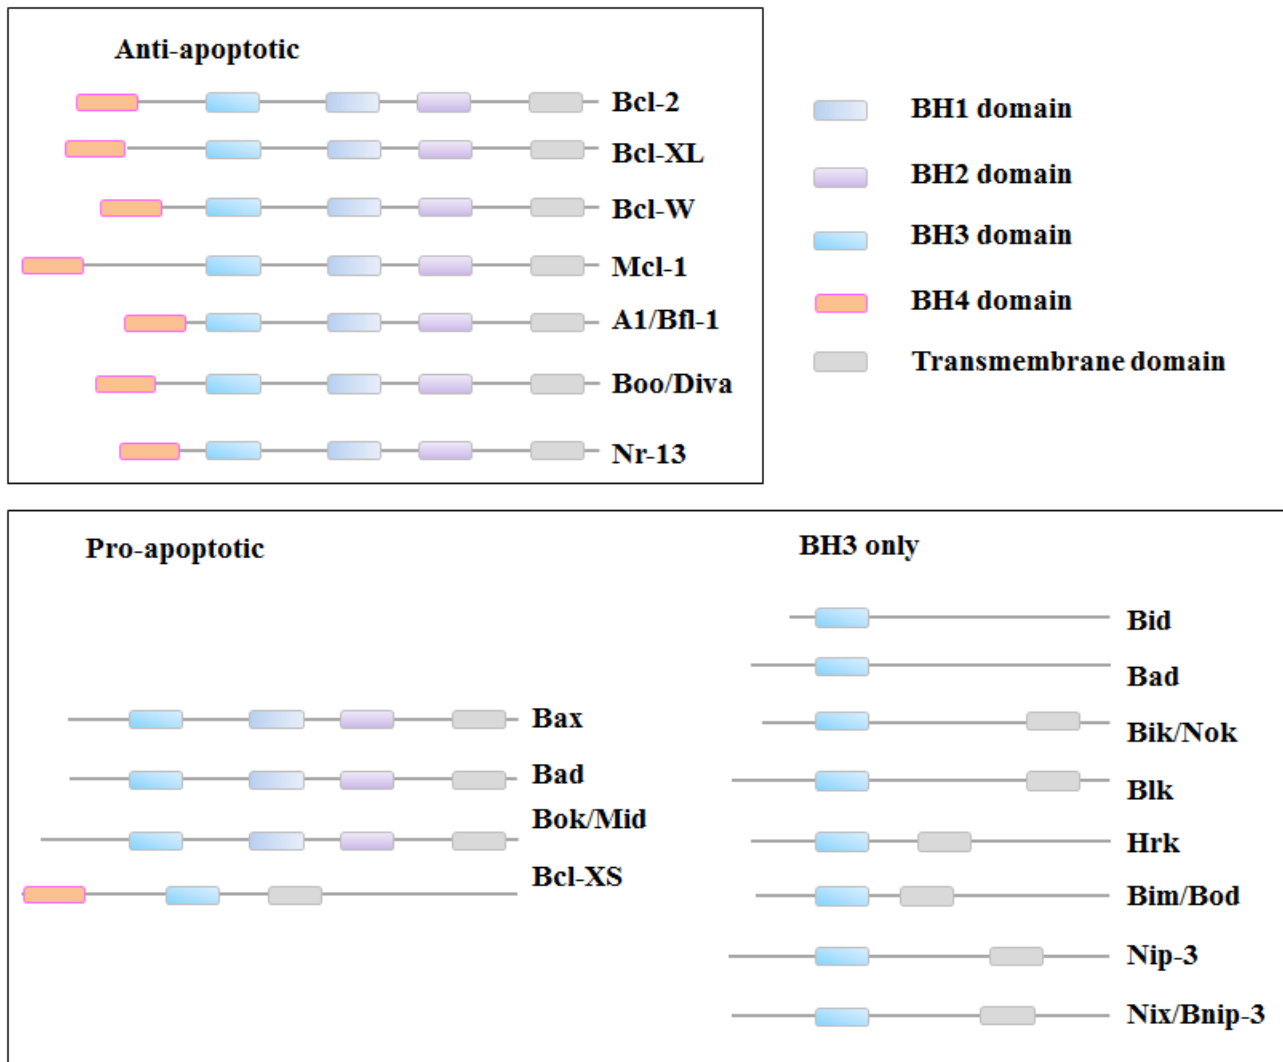 Anti-apoptotic
Bcl-2
Bcl-XL
Bcl-W
Mcl-1
A1/Bfl-1
Boo/Diva
Nr-13
BH1 domain
BH2 domain
BH3 domain
BH4 domain
Transmembrane domain
Pro-apoptotic
Bax
Bad
Bok/Mid
Bcl-XS
BH3 only
Bid
Bad
Bik/Nok
Blk
Hrk
Bim/Bod
Nip-3
Nix/Bnip-3